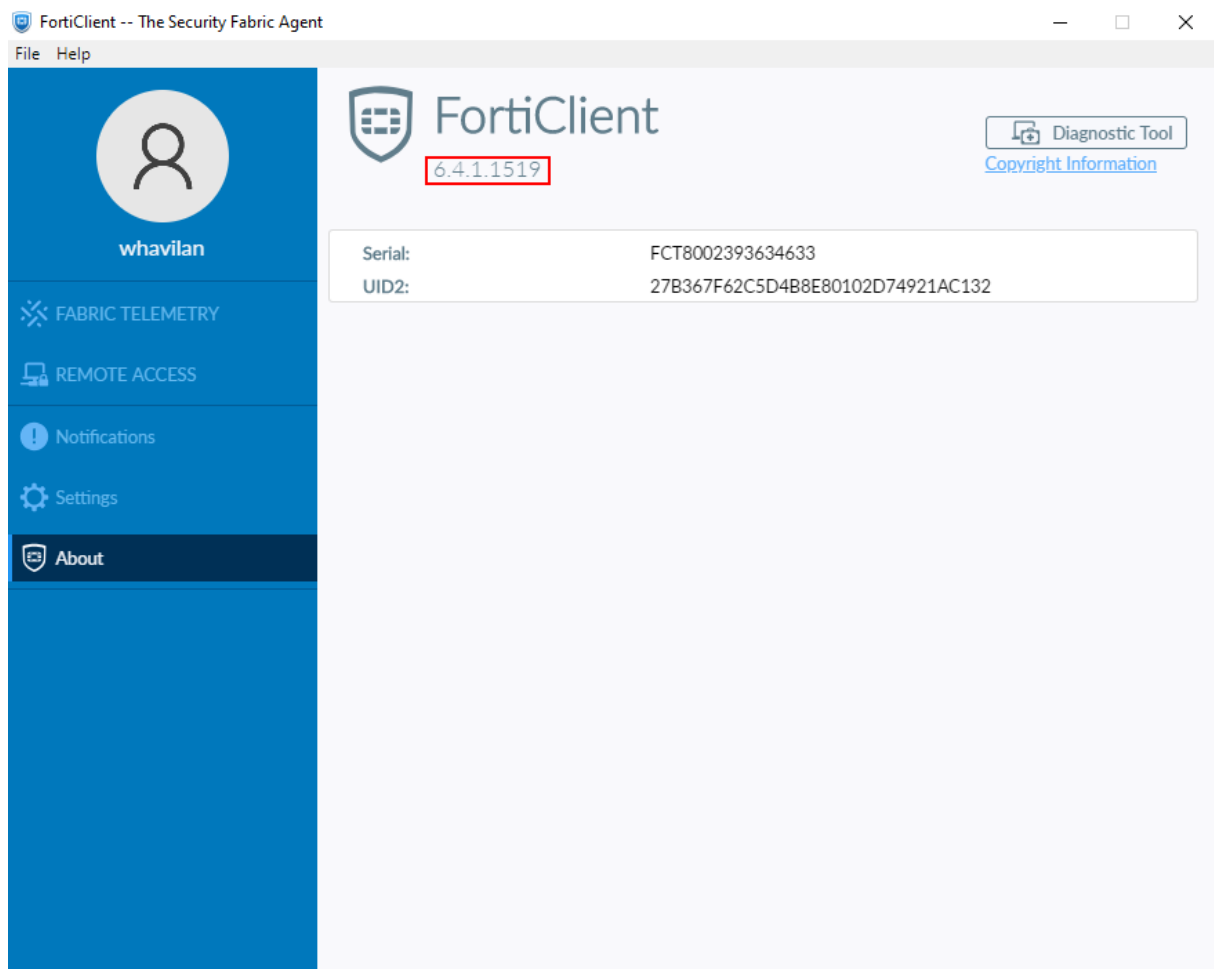 FortiClient -- The Security Fabric Agent
File Help
whavilan
FABRIC TELEMETRY
REMOTE ACCESS
Notifications
Settings
About
FortiClient
6.4.1.1519
Diagnostic Tool
Copyright Information
Serial: FCT8002393634633
UID2: 27B367F62C5D4B8E80102D74921AC132